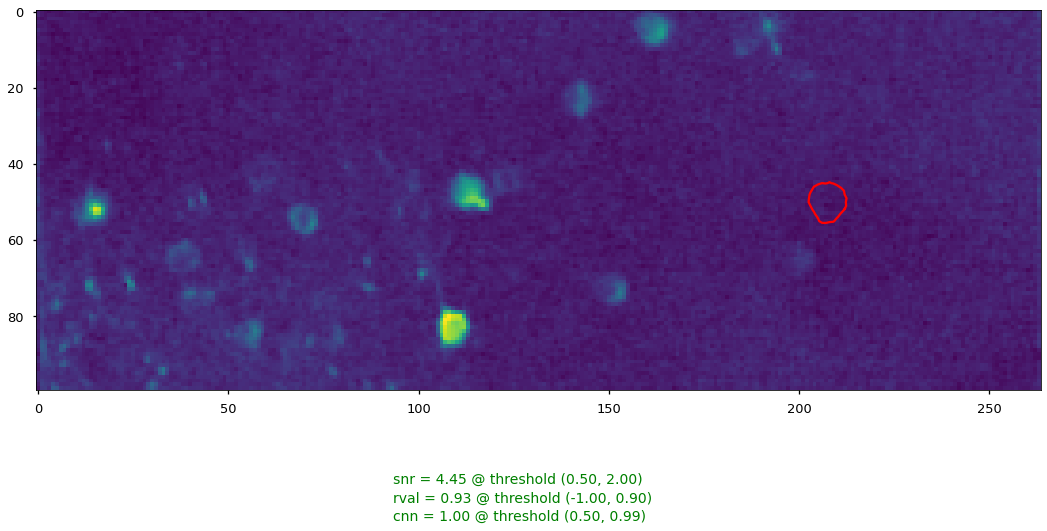 0
20
40
60
80
0 50 100 150 200 250
snr = 4.45 @ threshold (0.50, 2.00)
rval = 0.93 @ threshold (-1.00, 0.90)
cnn = 1.00 @ threshold (0.50, 0.99)